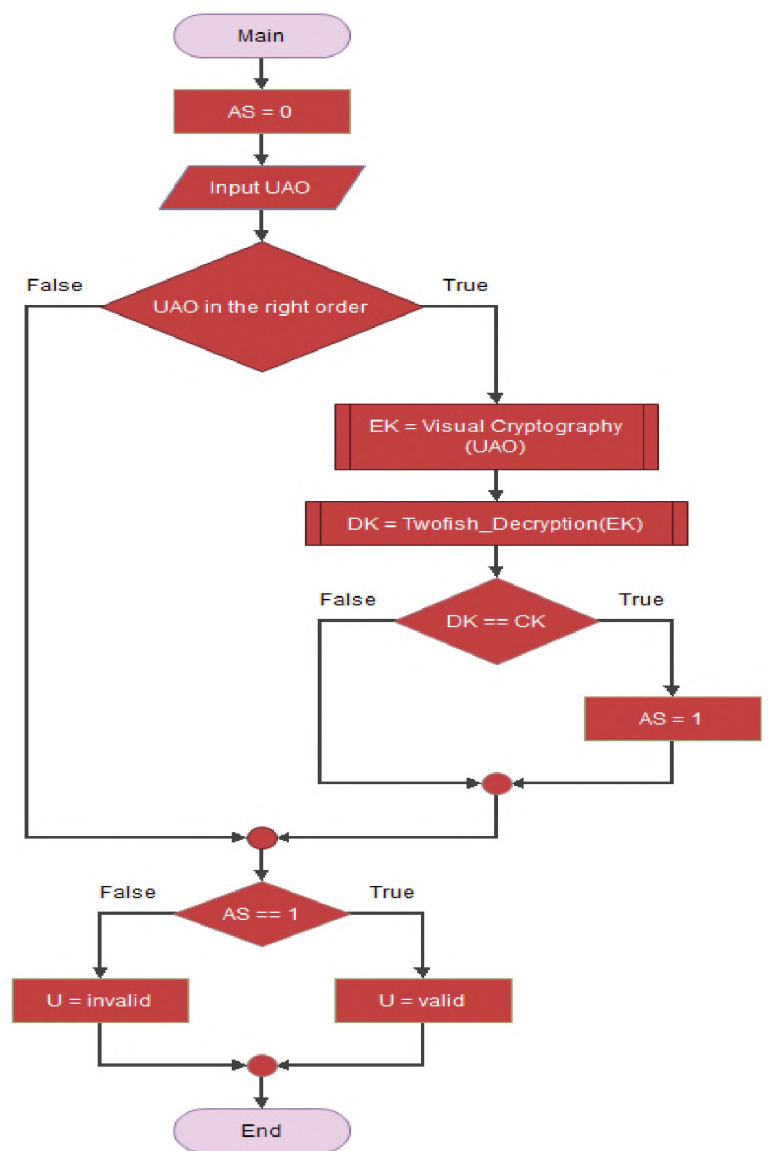 Main
AS = 0
Input UAO
False
True
UAO in the right order
EK = Visual Cryptography
(UAO)
DK = Twofish_Decryption(EK)
False
True
DK == CK
AS = 1
False
True
AS == 1
U = invalid
U = valid
End